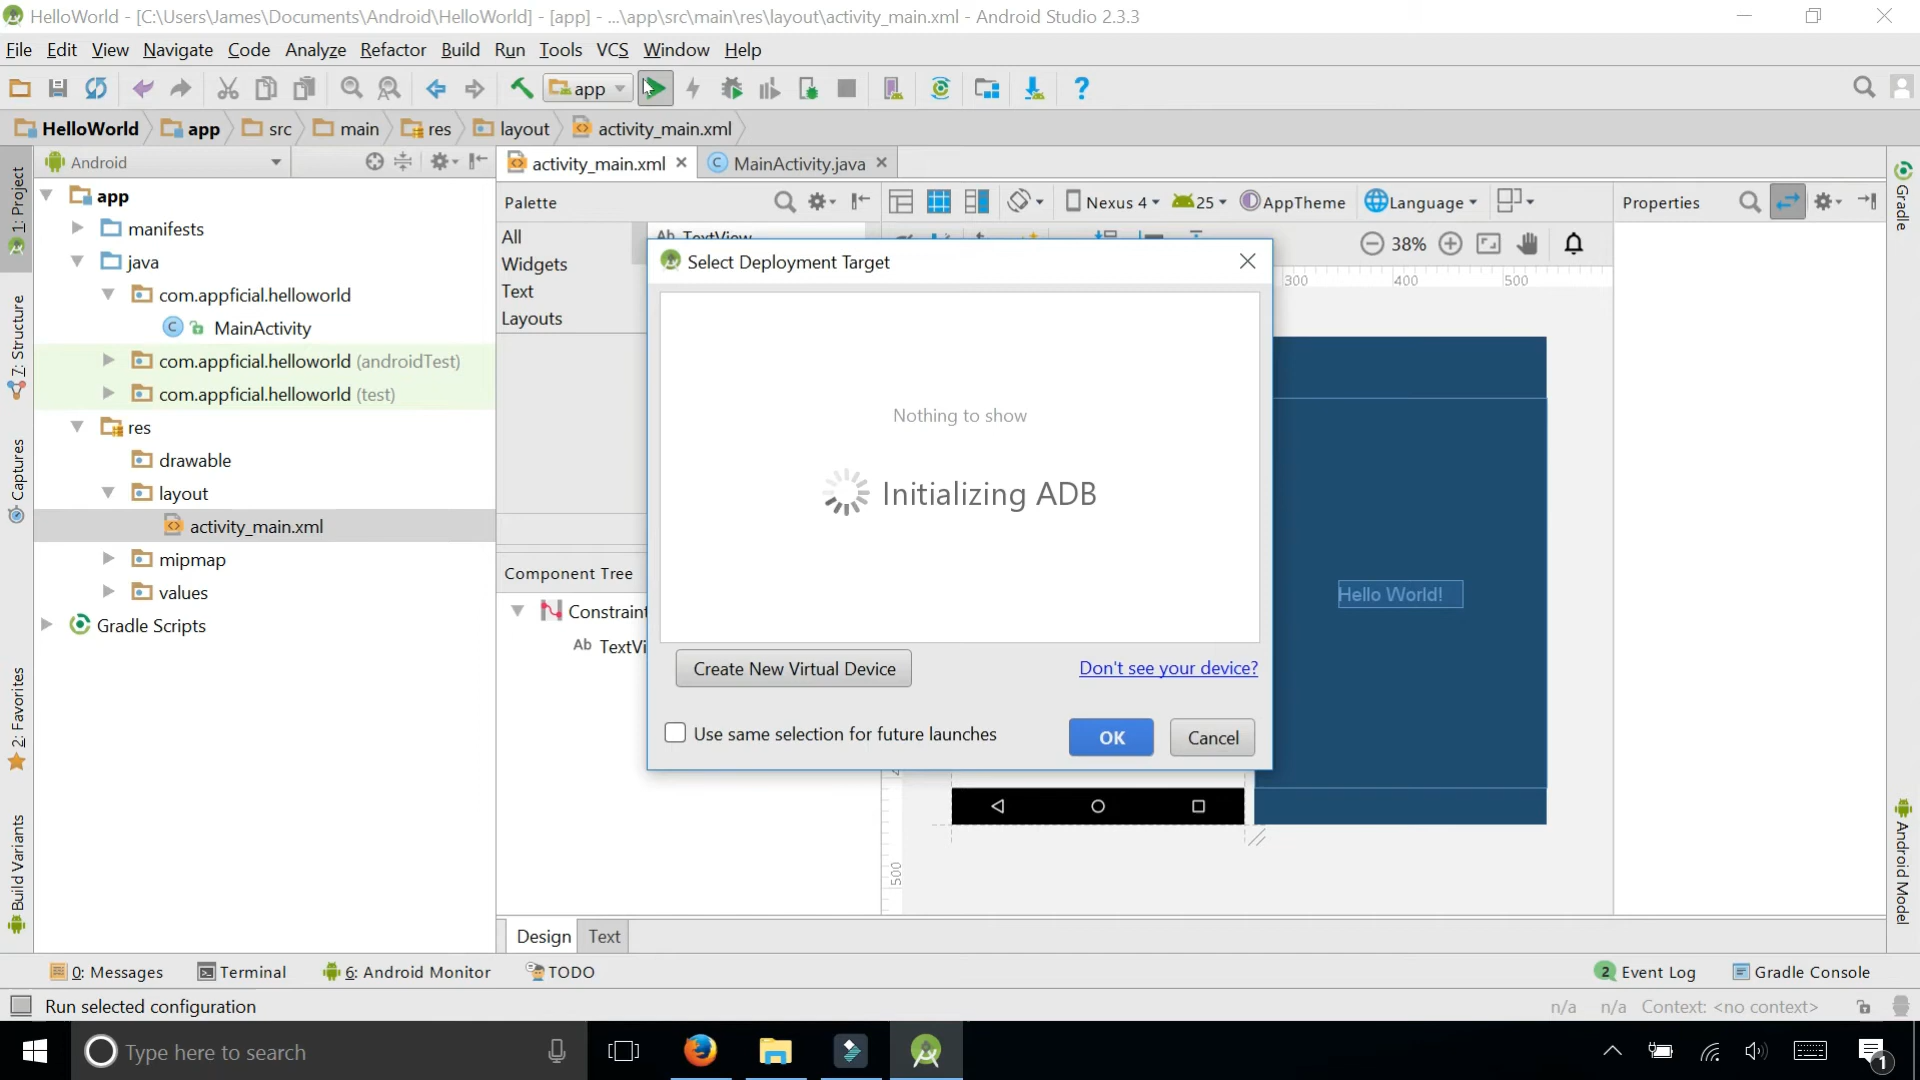 HelloWorld - [C:\Users\James\Documents\Android\HelloWorld] - [app] - ...\app\src\main\res\layout\activity_main.xml - Android Studio 2.3.3
File Edit View Navigate Code Analyze Refactor Build Run Tools VCS Window Help
app
HelloWorld app src main res layout activity_main.xml
Android
activity_main.xml MainActivity.java
1: Project
7: Structure
Captures
2: Favorites
Build Variants
app
manifests
java
com.appficial.helloworld
MainActivity
com.appficial.helloworld (androidTest)
com.appficial.helloworld (test)
res
drawable
layout
activity_main.xml
mipmap
values
Gradle Scripts
Palette
All
Widgets
Text
Layouts
TextView
Nexus 4 25 AppTheme Language
38%
300 400 500
Properties
Gradle
Android Model
Component Tree
Constraint
TextVi
Ab
Select Deployment Target
Nothing to show
Initializing ADB
Create New Virtual Device
Don't see your device?
Use same selection for future launches
OK Cancel
Hello World!
500
Design Text
0: Messages Terminal 6: Android Monitor TODO
2 Event Log Gradle Console
Run selected configuration
n/a n/a Context: <no context>
Type here to search
1